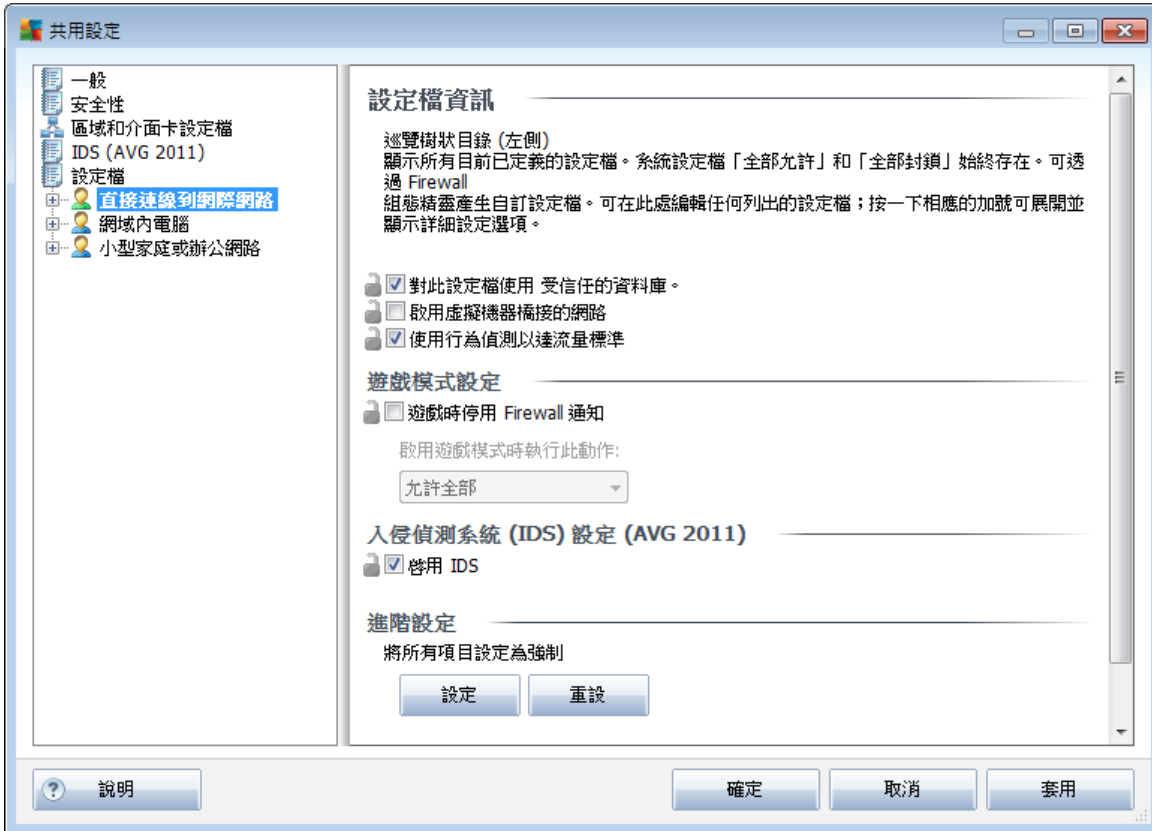 共用設定
一般
安全性
區域和介面卡設定檔
IDS (AVG 2011)
設定檔
直接連線到網際網路
網域內電腦
小型家庭或辦公網路
設定檔資訊
巡覽樹狀目錄 (左側)
顯示所有目前已定義的設定檔。系統設定檔「全部允許」和「全部封鎖」始終存在。可透
過 Firewall
組態精靈產生自訂設定檔。可在此處編輯任何列出的設定檔；按一下相應的加號可展開並
顯示詳細設定選項。
對此設定檔使用 受信任的資料庫。
啟用虛擬機器橋接的網路
使用行為偵測以達流量標準
遊戲模式設定
遊戲時停用 Firewall 通知
啟用遊戲模式時執行此動作:
允許全部
入侵偵測系統 (IDS) 設定 (AVG 2011)
啓用 IDS
進階設定
將所有項目設定為強制
設定
重設
說明
確定
取消
套用